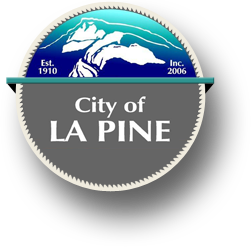 Est. Inc.
1910 2006
City of
LA PINE